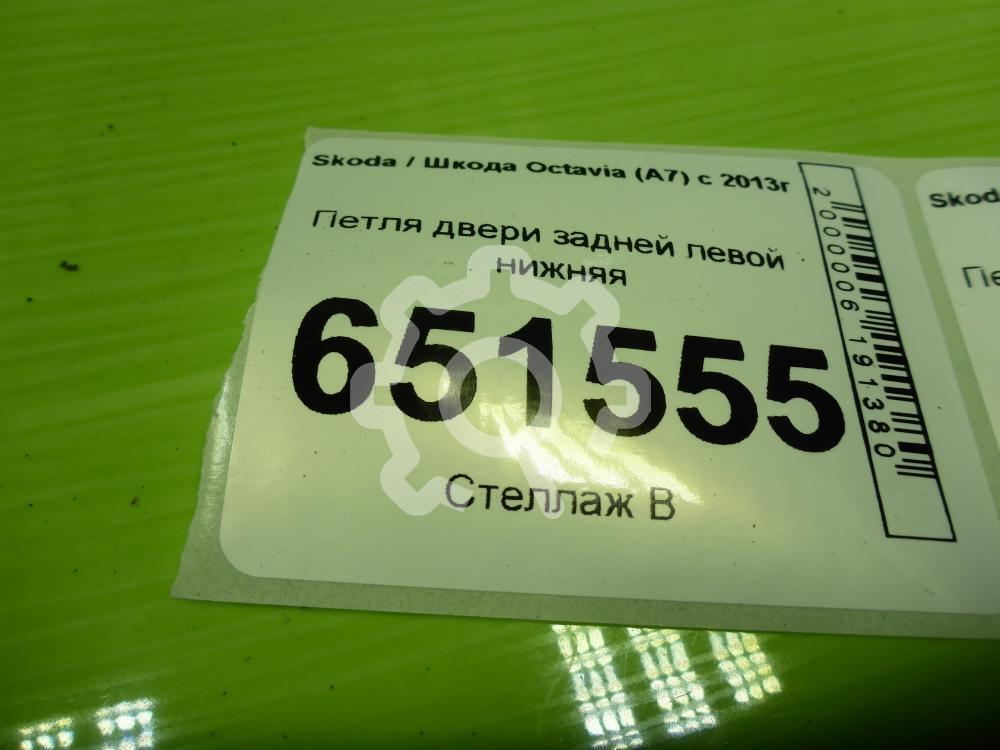 Skoda / Шкода Octavia (A7) с 2013г
Петля двери задней левой
нижняя
651555
Стеллаж В
2000006191380
Skod
Пе